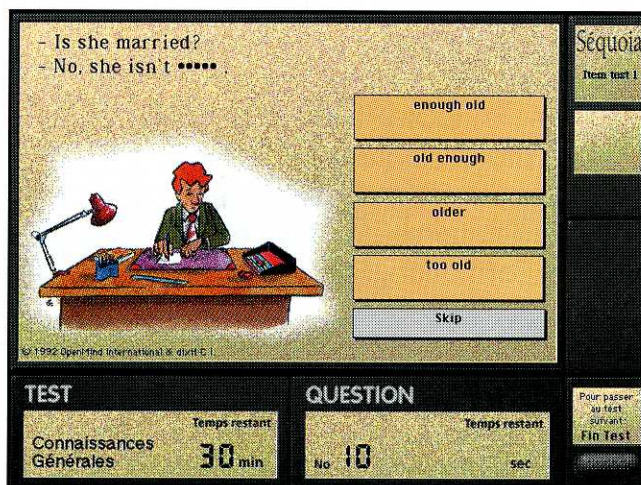 - Is she married?
- No, she isn't ••••• .
enough old
old enough
older
too old
Skip
© 1992 OpenMind International & dixit C I
Séquoia
Item test 1
TEST
Temps restant
Connaissances
Générales
30 min
QUESTION
Temps restant
No 10
sec
Pour passer
au test
suivant
Fin Test